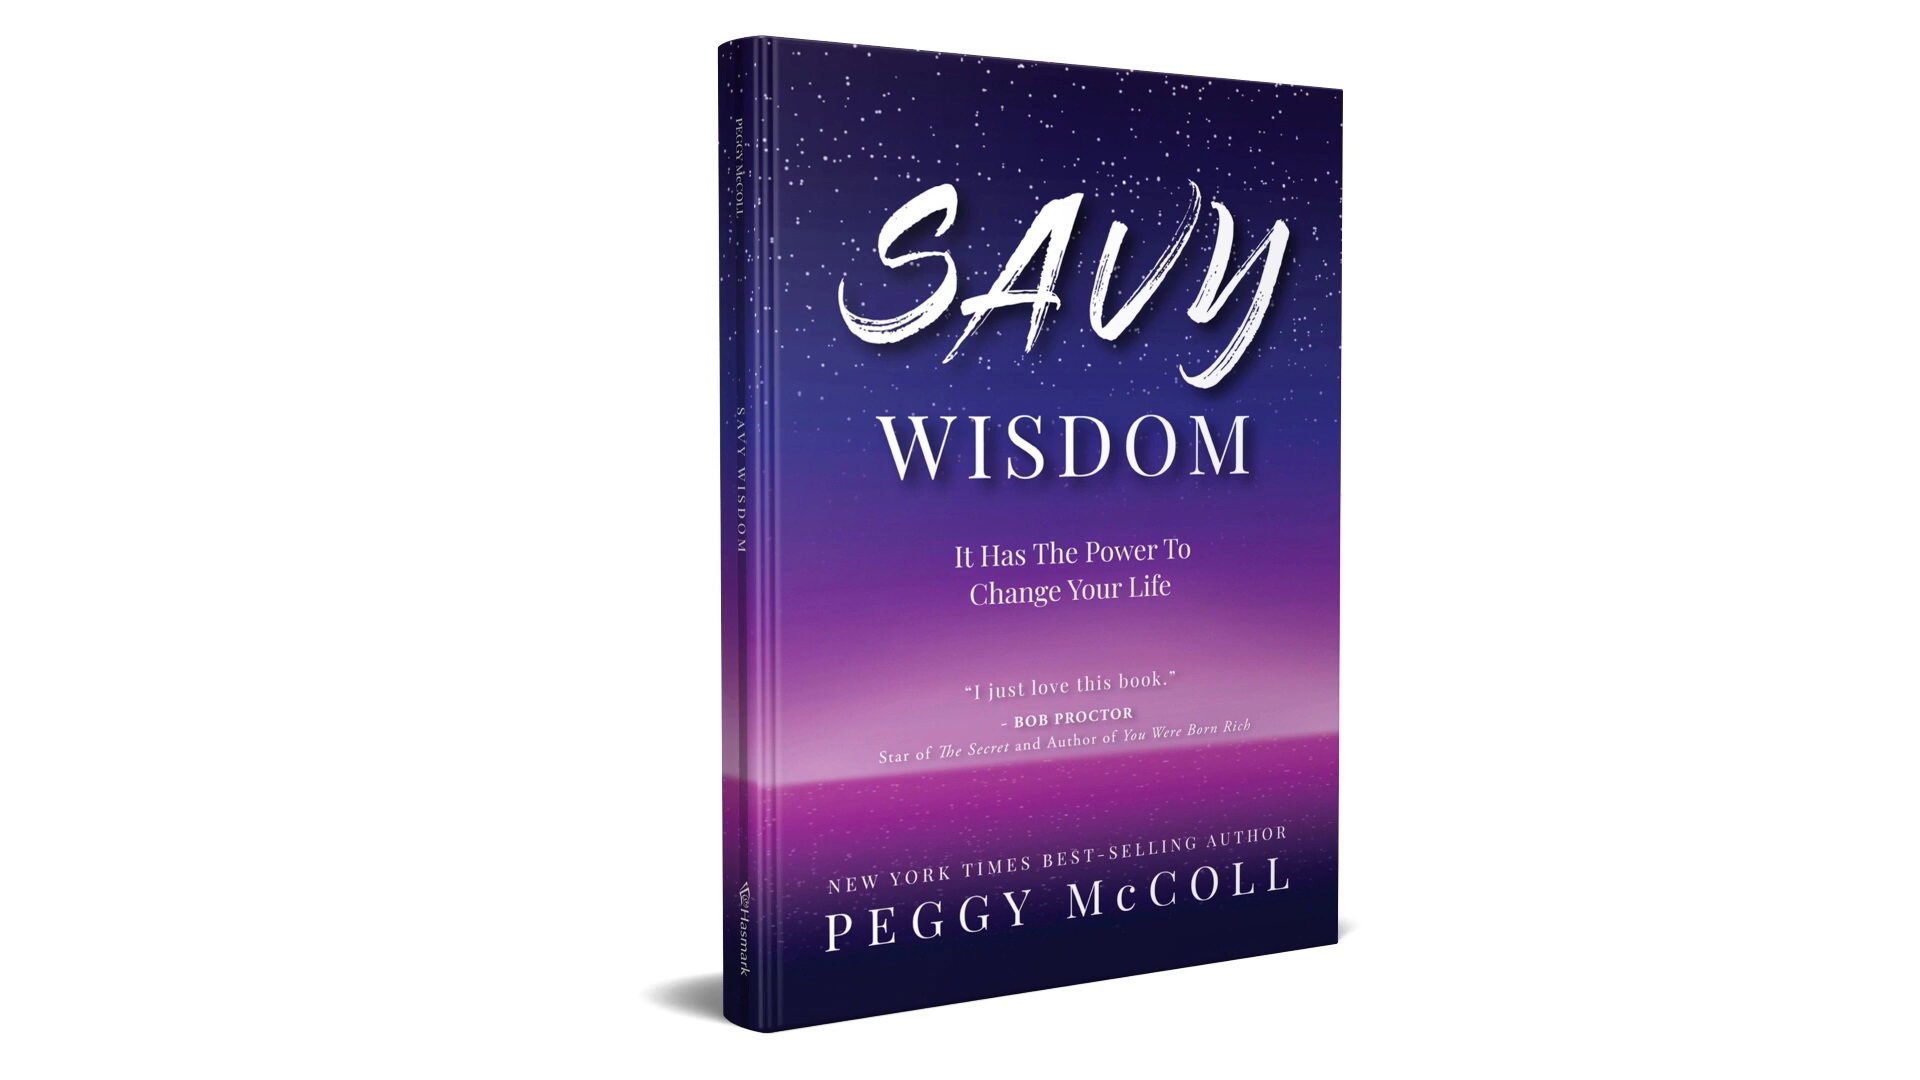 PEGGY McCOLL
SAVY WISDOM
Hasmark
SAVY
WISDOM
It Has The Power To
Change Your Life
“I just love this book.”
- BOB PROCTOR
Star of The Secret and Author of You Were Born Rich
NEW YORK TIMES BEST-SELLING AUTHOR
PEGGY McCOLL